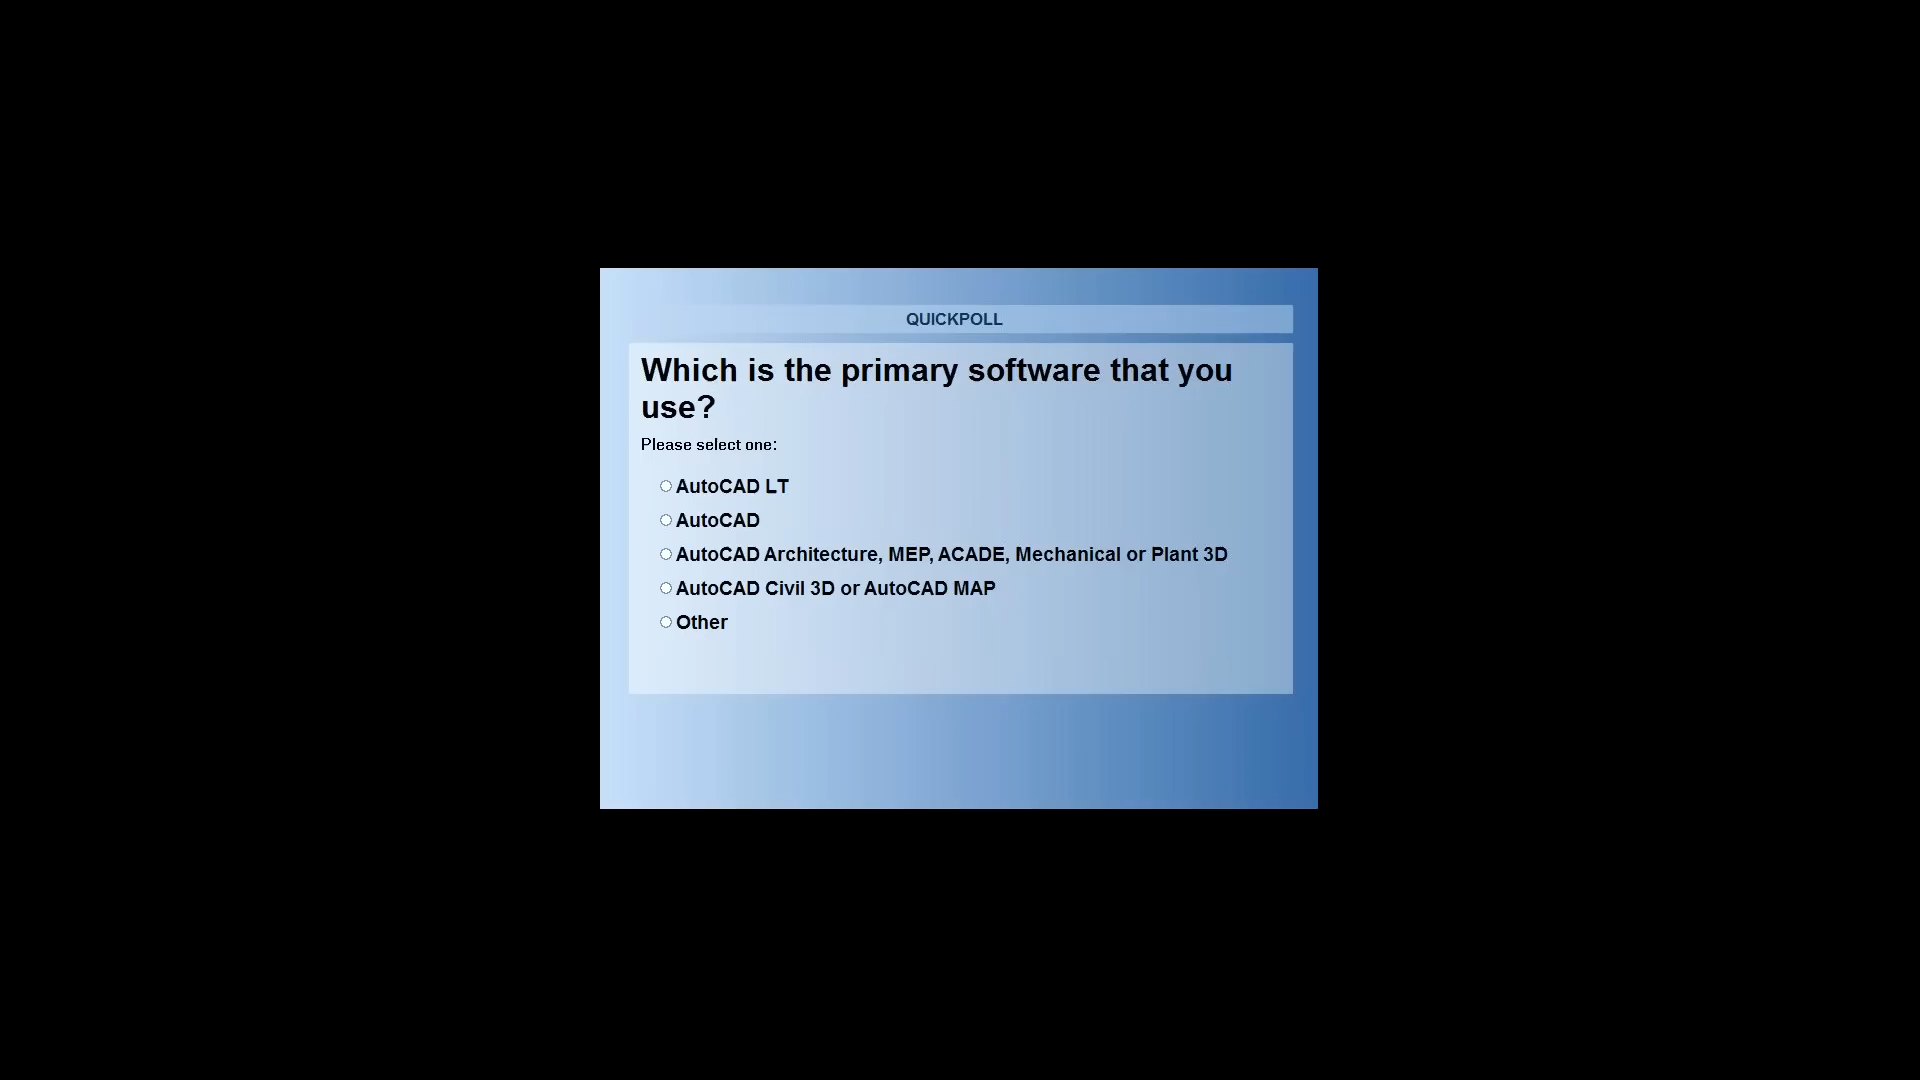 QUICKPOLL
Which is the primary software that you
use?
Please select one:
AutoCAD LT
AutoCAD
AutoCAD Architecture, MEP, ACADE, Mechanical or Plant 3D
AutoCAD Civil 3D or AutoCAD MAP
Other